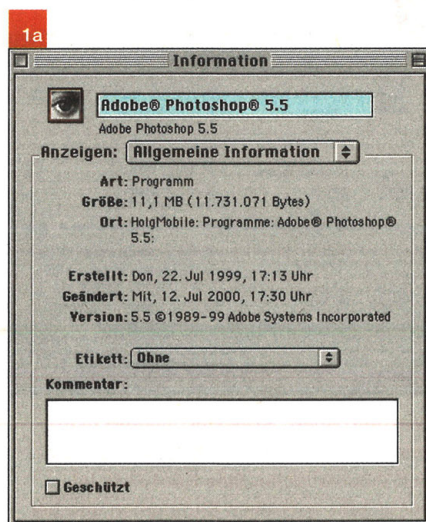 1a
Information
Adobe® Photoshop® 5.5
Adobe Photoshop 5.5
Anzeigen: Allgemeine Information
Art: Programm
Größe: 11,1 MB (11.731.071 Bytes)
Ort: HolgMobile: Programme: Adobe® Photoshop®
5.5:
Erstellt: Don, 22. Jul 1999, 17:13 Uhr
Geändert: Mit, 12. Jul 2000, 17:30 Uhr
Version: 5.5 ©1989-99 Adobe Systems Incorporated
Etikett: Ohne
Kommentar:
Geschützt